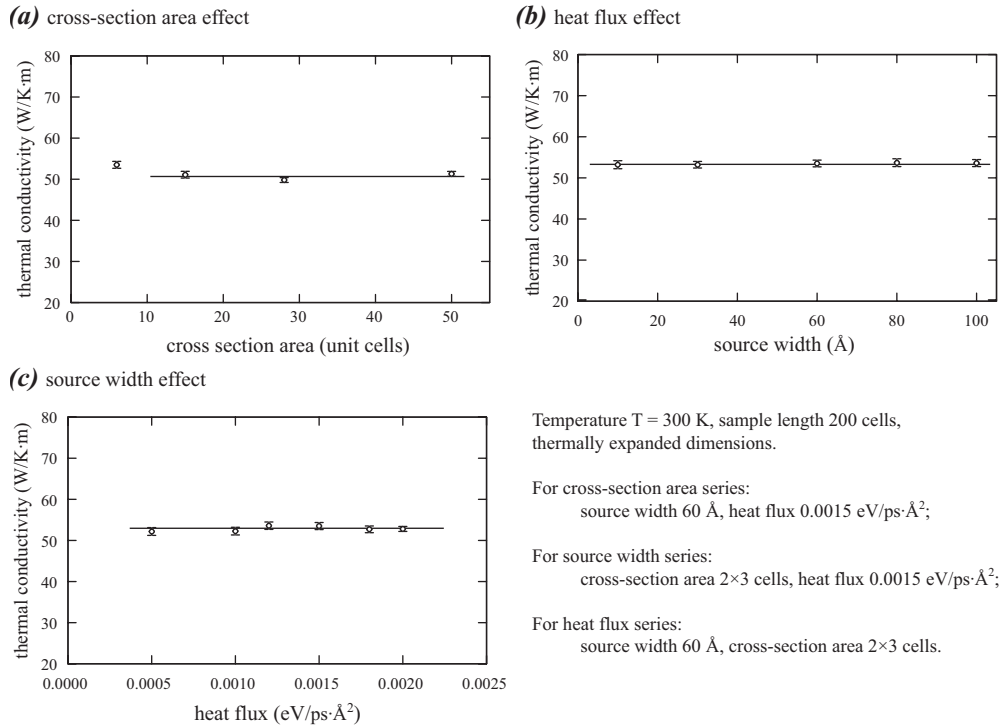 (a) cross-section area effect
80
70
60
50
40
30
20
thermal conductivity (W/K·m)
0 10 20 30 40 50
cross section area (unit cells)
(b) heat flux effect
80
70
60
50
40
30
20
thermal conductivity (W/K·m)
0 20 40 60 80 100
source width (Å)
(c) source width effect
80
70
60
50
40
30
20
thermal conductivity (W/K·m)
0.0000 0.0005 0.0010 0.0015 0.0020 0.0025
heat flux (eV/ps·Å²)
Temperature T = 300 K, sample length 200 cells,
thermally expanded dimensions.
For cross-section area series:
source width 60 Å, heat flux 0.0015 eV/ps·Å²;
For source width series:
cross-section area 2×3 cells, heat flux 0.0015 eV/ps·Å²;
For heat flux series:
source width 60 Å, cross-section area 2×3 cells.